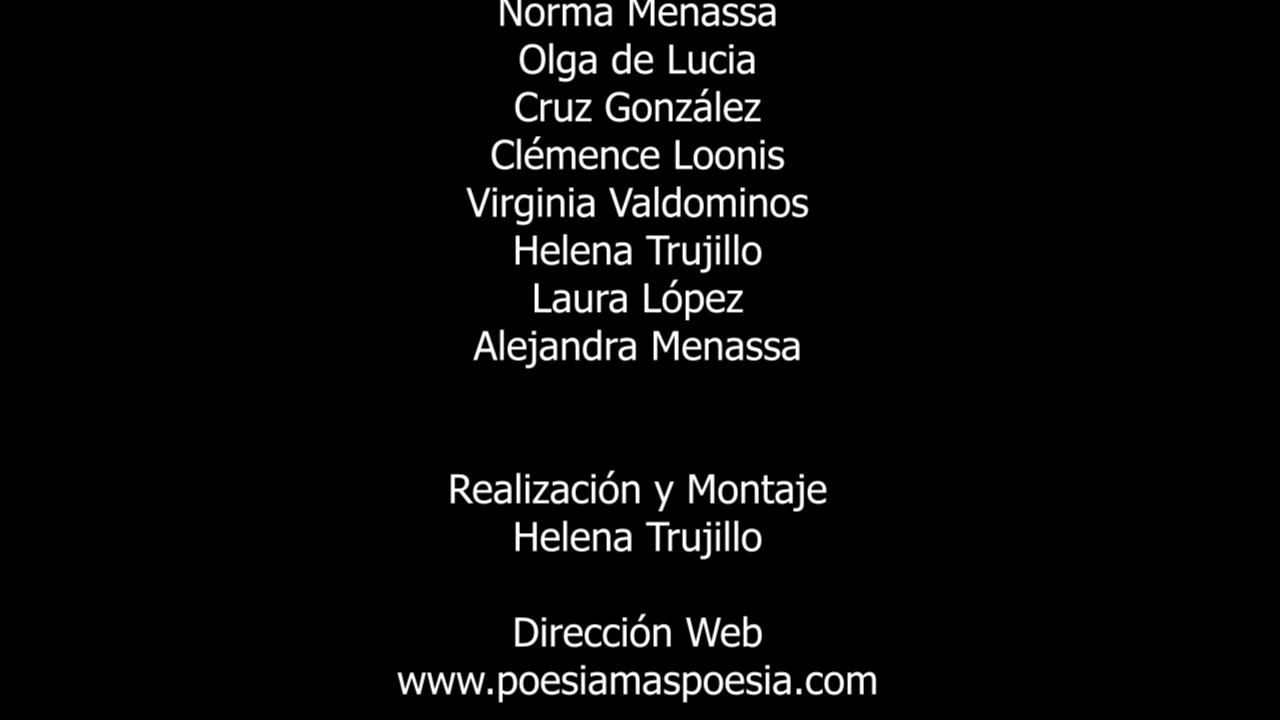 Norma Menassa
Olga de Lucia
Cruz González
Clémence Loonis
Virginia Valdominos
Helena Trujillo
Laura López
Alejandra Menassa
Realización y Montaje
Helena Trujillo
Dirección Web
www.poesiamaspoesia.com